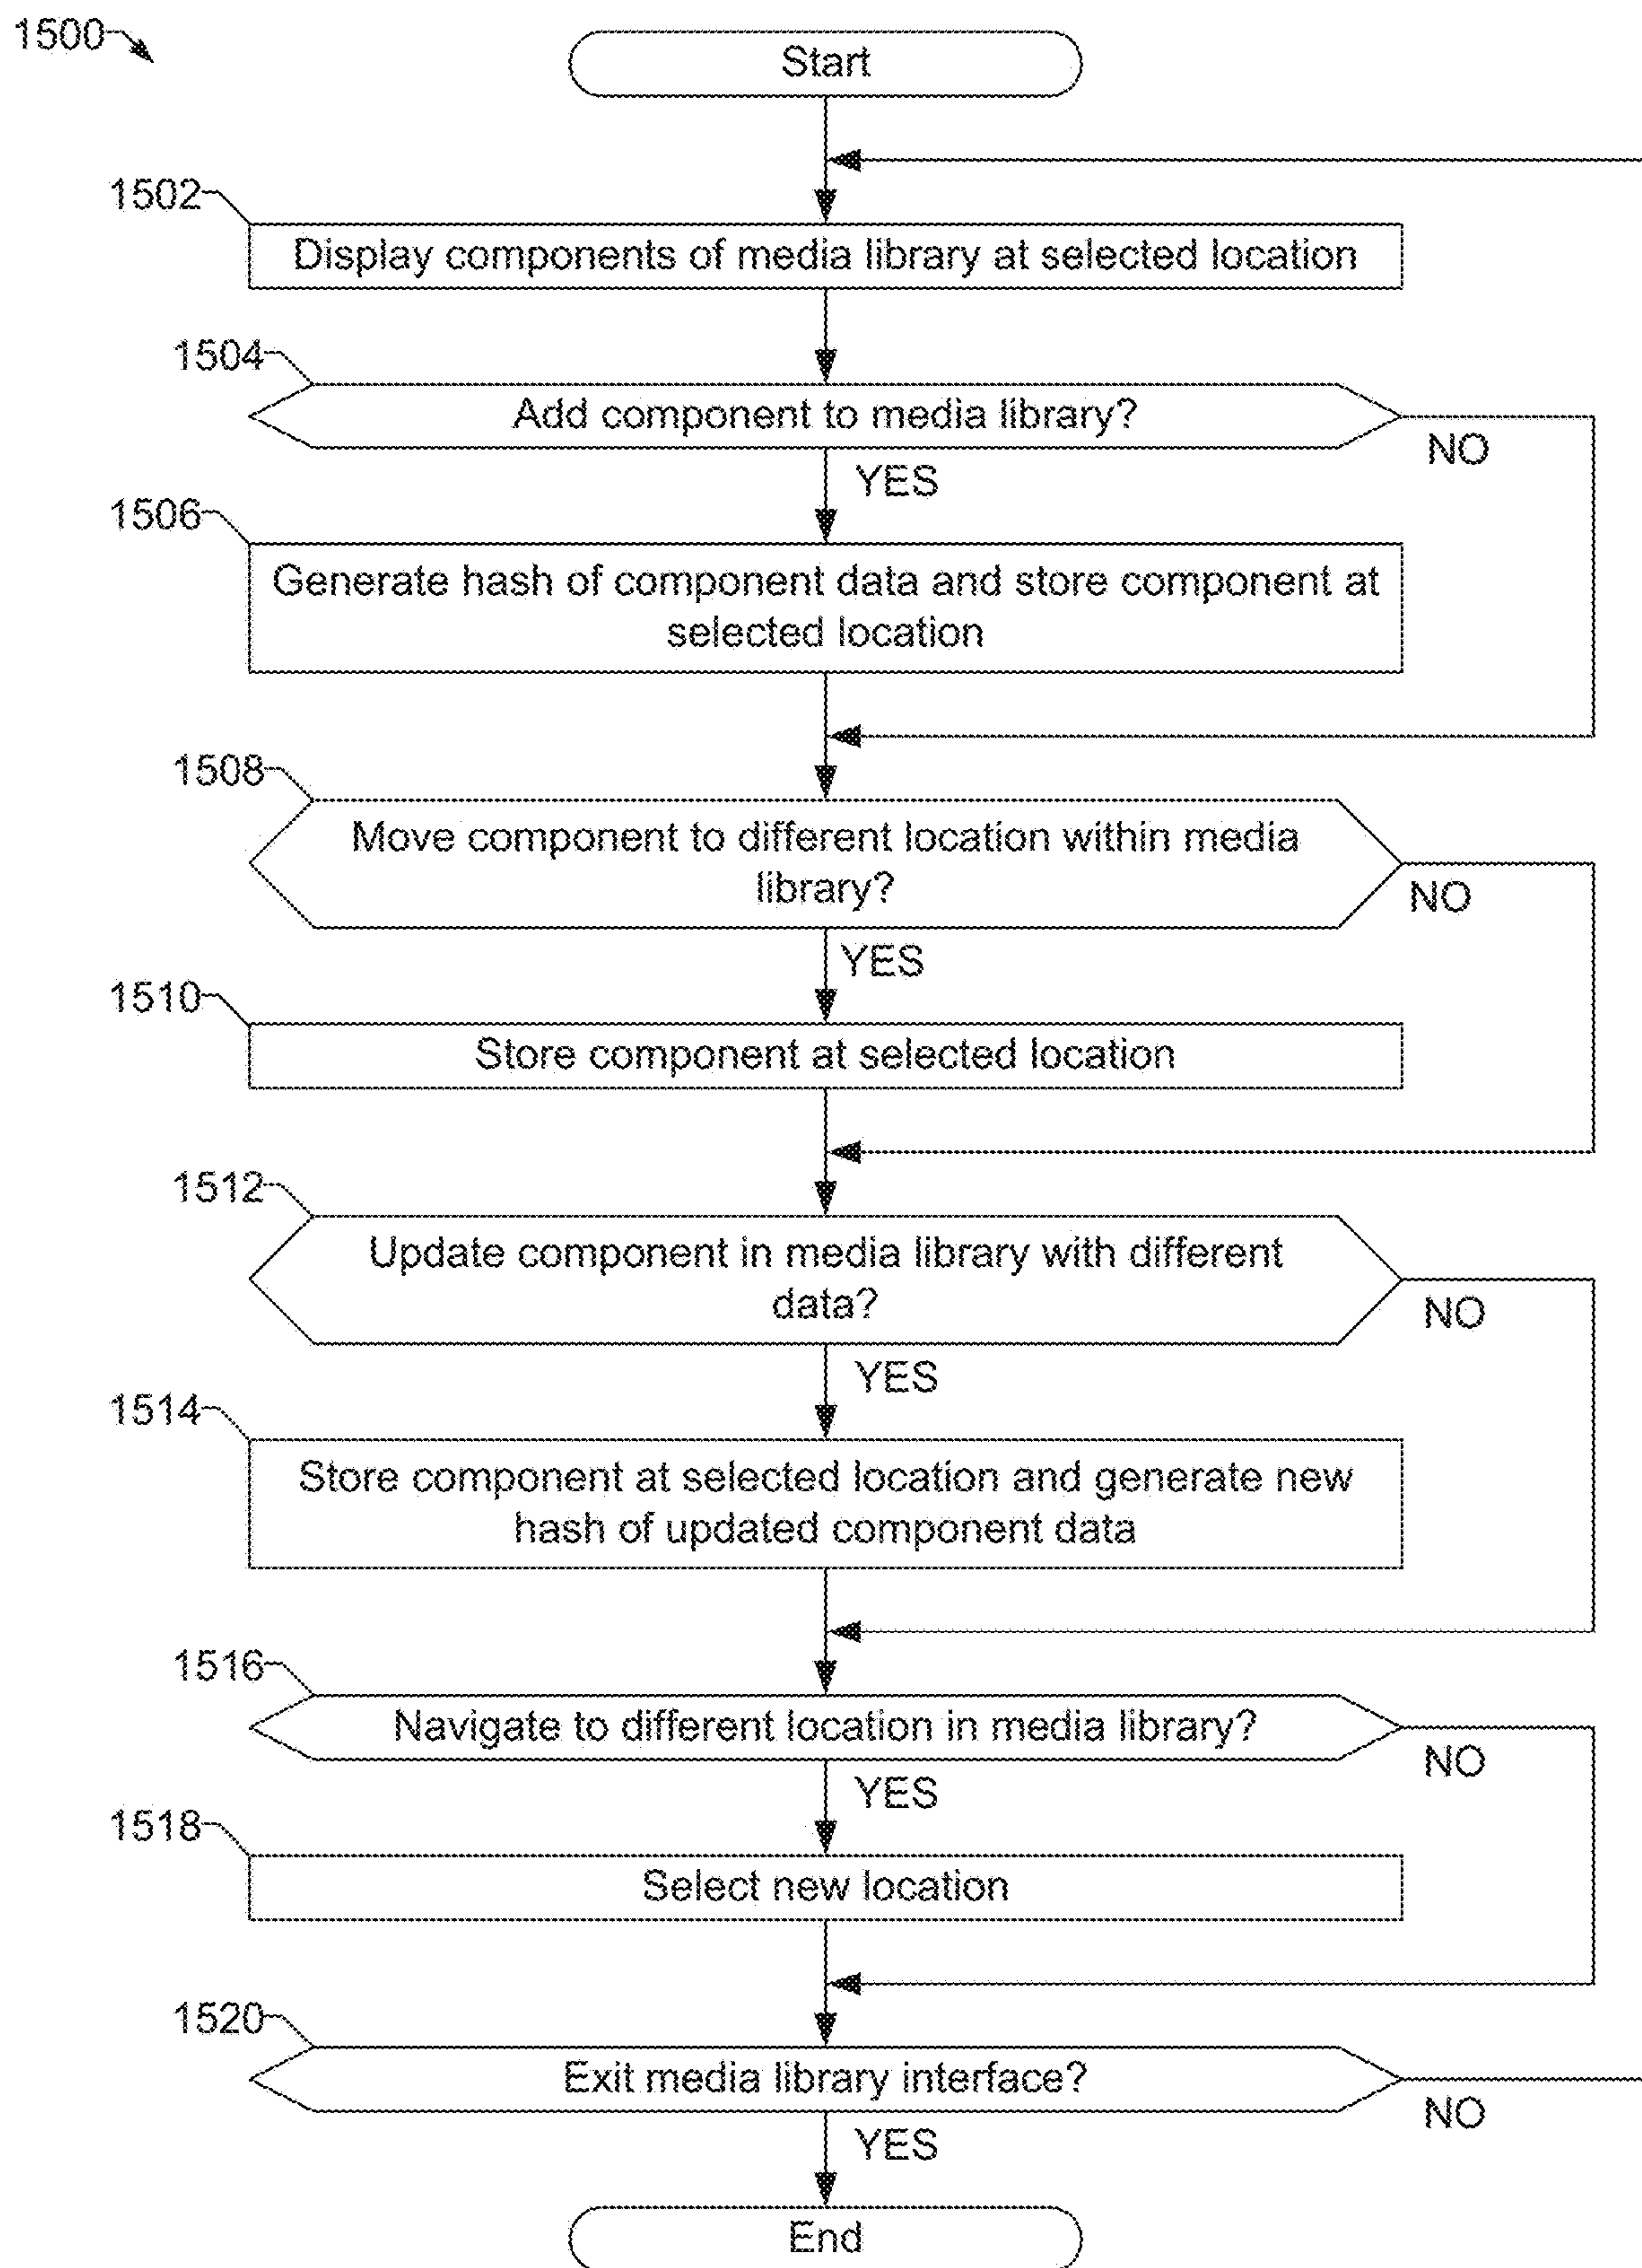 1500
Start
1502
Display components of media library at selected location
1504
Add component to media library?
NO
YES
1506
Generate hash of component data and store component at
selected location
1508
Move component to different location within media
library?
NO
YES
1510
Store component at selected location
1512
Update component in media library with different
data?
NO
YES
1514
Store component at selected location and generate new
hash of updated component data
1516
Navigate to different location in media library?
NO
YES
1518
Select new location
1520
Exit media library interface?
NO
YES
End